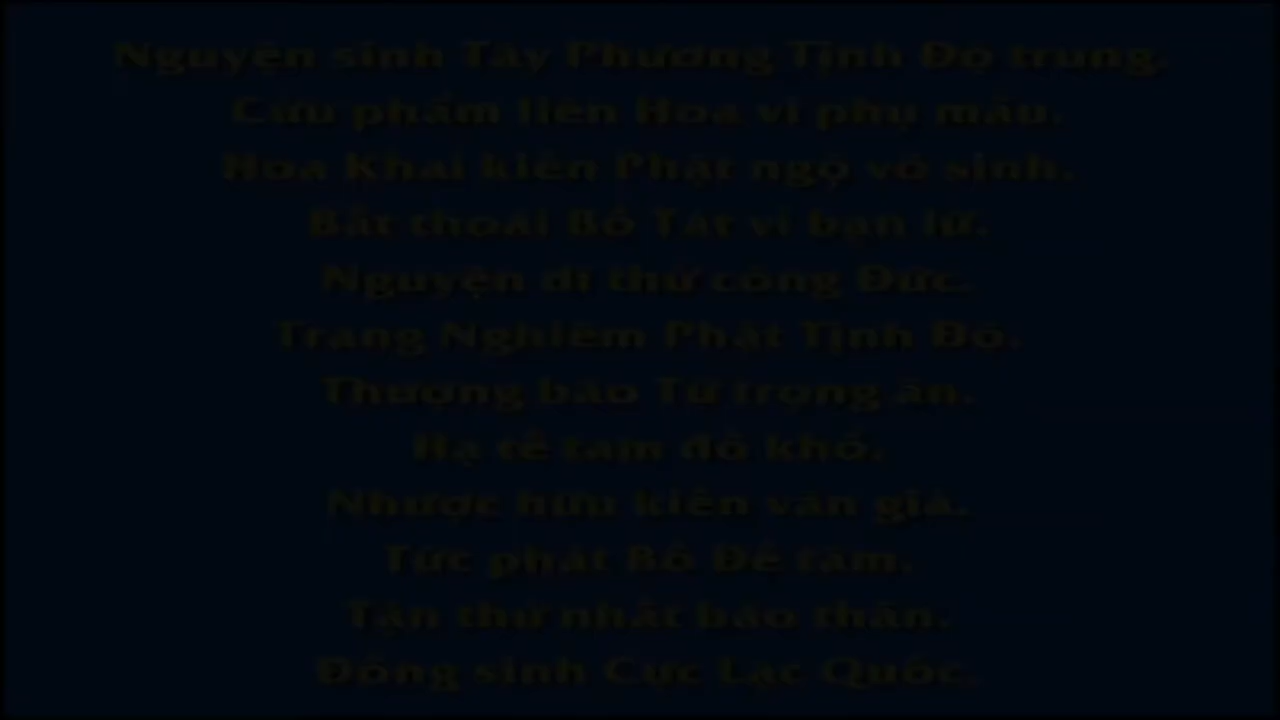 Nguyện sinh Tây Phương Tịnh Độ trung.
Cửu phẩm liên Hoa vi phụ mẫu.
Hoa Khai kiến Phật ngộ vô sinh.
Bất thoái Bồ Tát vi bạn lữ.
Nguyện dĩ thử công Đức.
Trang Nghiêm Phật Tịnh Độ.
Thượng báo Tứ trọng ân.
Hạ tế tam đồ khổ.
Nhược hữu kiến văn giả.
Tức phát Bồ Đề tâm.
Tận thử nhất báo thân.
Đồng sinh Cực Lạc Quốc.